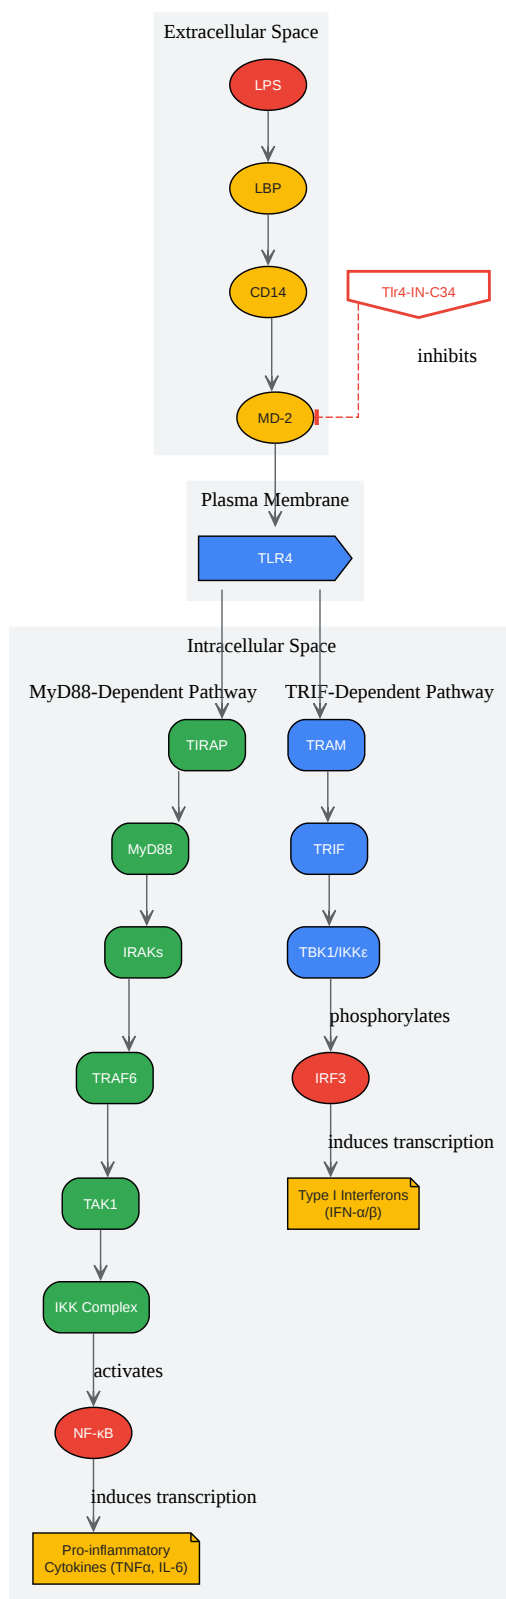 Extracellular Space
LPS
LBP
CD14
Tlr4-IN-C34
inhibits
MD-2
Plasma Membrane
TLR4
Intracellular Space
MyD88-Dependent Pathway
TRIF-Dependent Pathway
TIRAP
TRAM
MyD88
TRIF
IRAKs
TBK1/IKKε
phosphorylates
TRAF6
IRF3
induces transcription
TAK1
Type I Interferons
(IFN-α/β)
IKK Complex
activates
NF-κB
induces transcription
Pro-inflammatory
Cytokines (TNFα, IL-6)